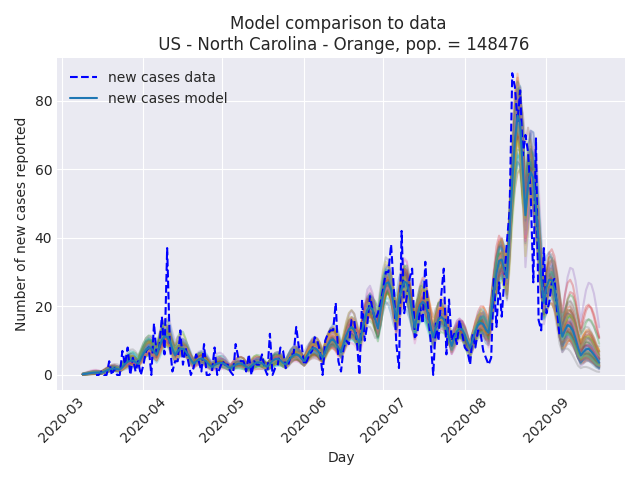 Model comparison to data
US - North Carolina - Orange, pop. = 148476
new cases data
new cases model
Number of new cases reported
80
60
40
20
0
2020-03
2020-04
2020-05
2020-06
2020-07
2020-08
2020-09
Day